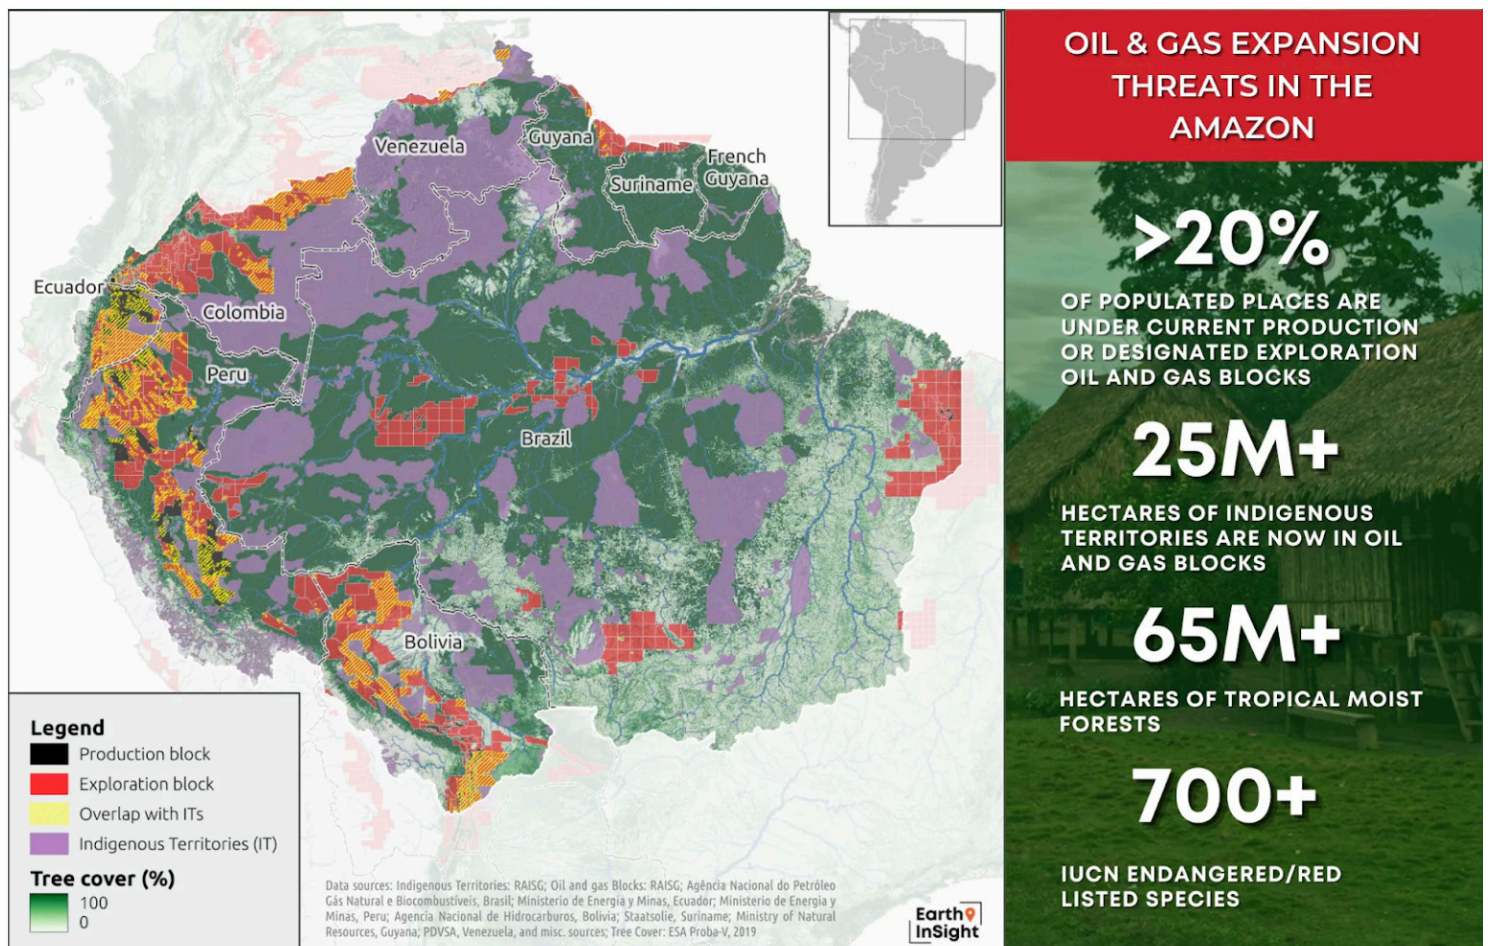 OIL & GAS EXPANSION
THREATS IN THE
AMAZON
Venezuela
Guyana
French
Guyana
Suriname
Ecuador
Colombia
Peru
Brazil
Bolivia
Legend
Production block
Exploration block
Overlap with ITs
Indigenous Territories (IT)
Tree cover (%)
100
0
Data sources: Indigenous Territories: RAISG; Oil and gas Blocks: RAISG; Agência Nacional do Petróleo
Gás Natural e Biocombustíveis, Brasil; Ministerio de Energia y Minas, Ecuador; Ministerio de Energia y
Minas, Peru; Agencia Nacional de Hidrocarburos, Bolivia; Staatsolie, Suriname; Ministry of Natural
Resources, Guyana; PDVSA, Venezuela, and misc. sources; Tree Cover: ESA Proba-V, 2019
Earth
InSight
>20%
OF POPULATED PLACES ARE
UNDER CURRENT PRODUCTION
OR DESIGNATED EXPLORATION
OIL AND GAS BLOCKS
25M+
HECTARES OF INDIGENOUS
TERRITORIES ARE NOW IN OIL
AND GAS BLOCKS
65M+
HECTARES OF TROPICAL MOIST
FORESTS
700+
IUCN ENDANGERED/RED
LISTED SPECIES